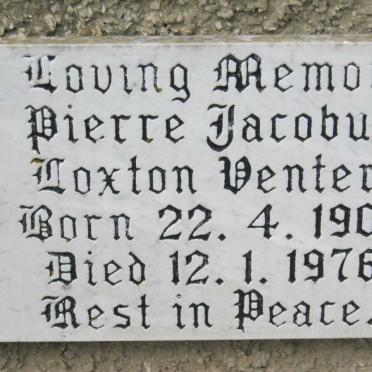 Loving Memo
Pierre Jacobu
Loxton Venter
Born 22. 4. 190
Died 12. 1. 1976
Rest in Peace.